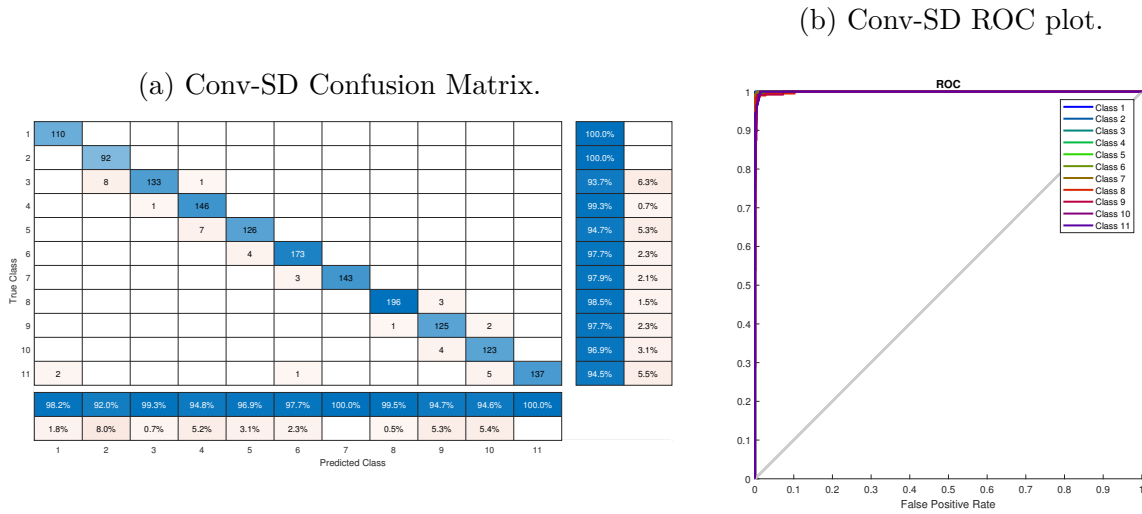 (b) Conv-SD ROC plot.
(a) Conv-SD Confusion Matrix.
1 110 100.0%
2 92 100.0%
3 8 133 1 93.7% 6.3%
4 1 146 99.3% 0.7%
5 7 126 94.7% 5.3%
6 4 173 97.7% 2.3%
7 3 143 97.9% 2.1%
8 196 3 98.5% 1.5%
9 1 125 2 97.7% 2.3%
10 4 123 96.9% 3.1%
11 2 1 5 137 94.5% 5.5%
True Class
98.2% 92.0% 99.3% 94.8% 96.9% 97.7% 100.0% 99.5% 94.7% 94.6% 100.0%
1.8% 8.0% 0.7% 5.2% 3.1% 2.3% 0.5% 5.3% 5.4%
1 2 3 4 5 6 7 8 9 10 11
Predicted Class
ROC
1
0.9
0.8
0.7
0.6
0.5
0.4
0.3
0.2
0.1
0
Class 1
Class 2
Class 3
Class 4
Class 5
Class 6
Class 7
Class 8
Class 9
Class 10
Class 11
0 0.1 0.2 0.3 0.4 0.5 0.6 0.7 0.8 0.9 1
False Positive Rate